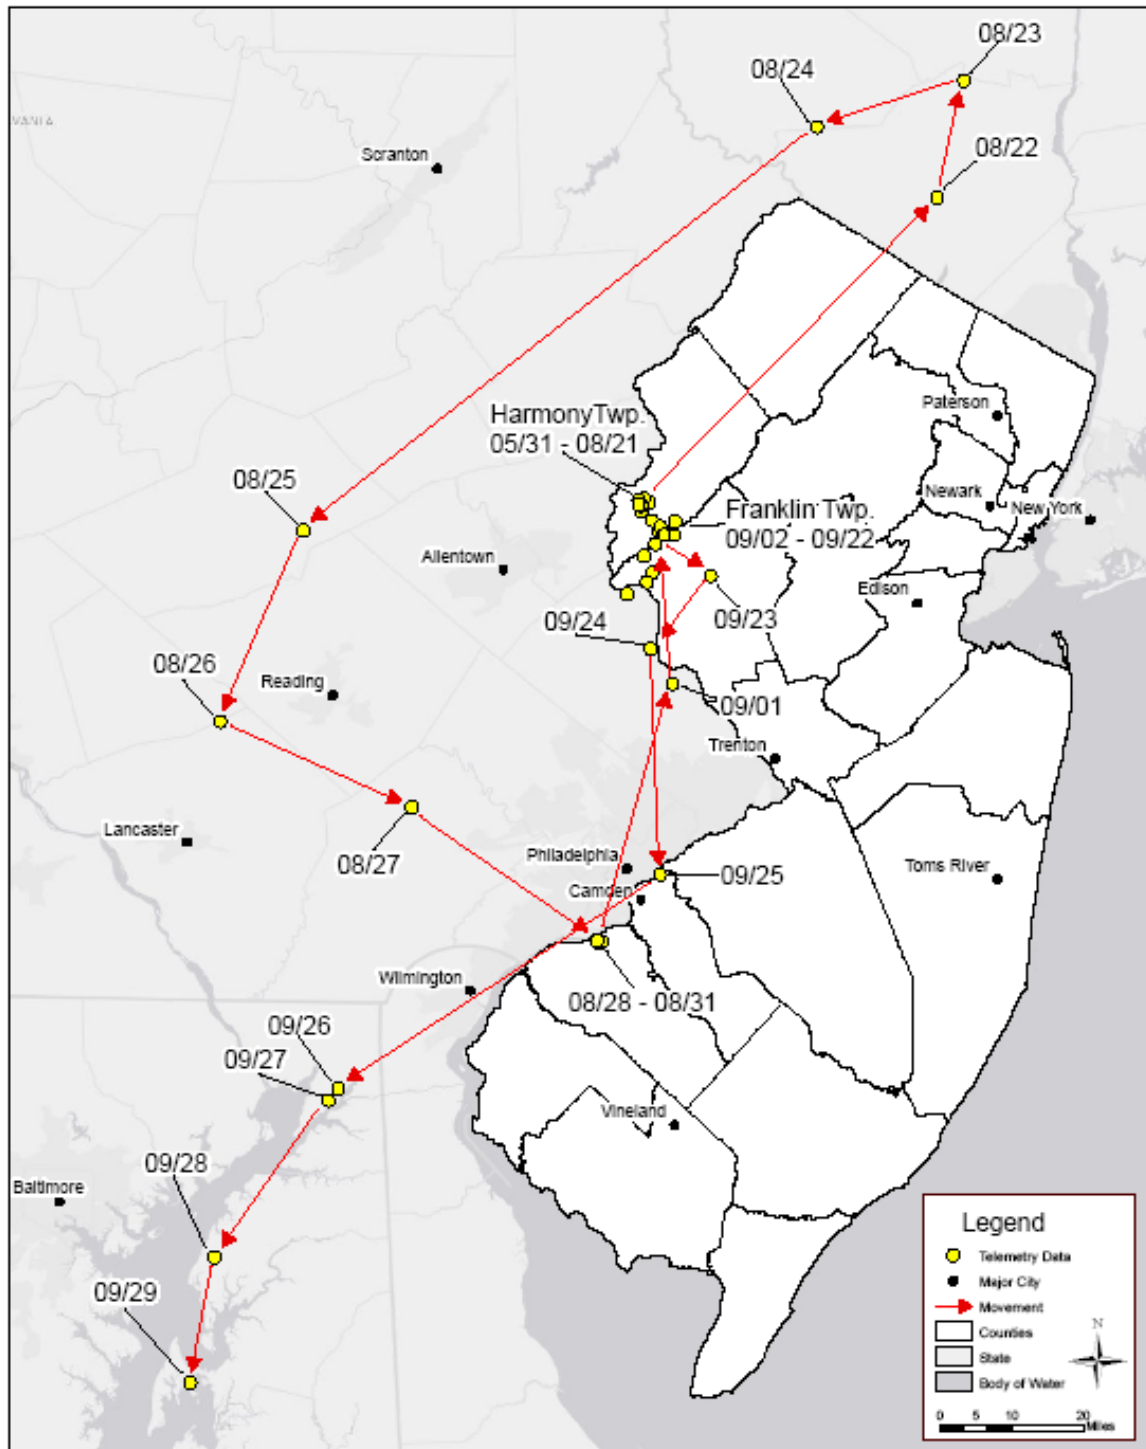 08/23
08/24
VANIA
Scranton
08/22
HarmonyTwp.
05/31 - 08/21
Paterson
08/25
Franklin Twp.
09/02 - 09/22
Newark
New York
Allentown
Edison
09/24
09/23
08/26
Reading
09/01
Trenton
Lancaster
08/27
Philadelphia
Camden
09/25
Toms River
Wilmington
08/28 - 08/31
09/26
09/27
Vineland
09/28
Baltimore
09/29
Legend
Telemetry Data
Major City
Movement
Counties
State
Body of Water
N
0 5 10 20
Miles